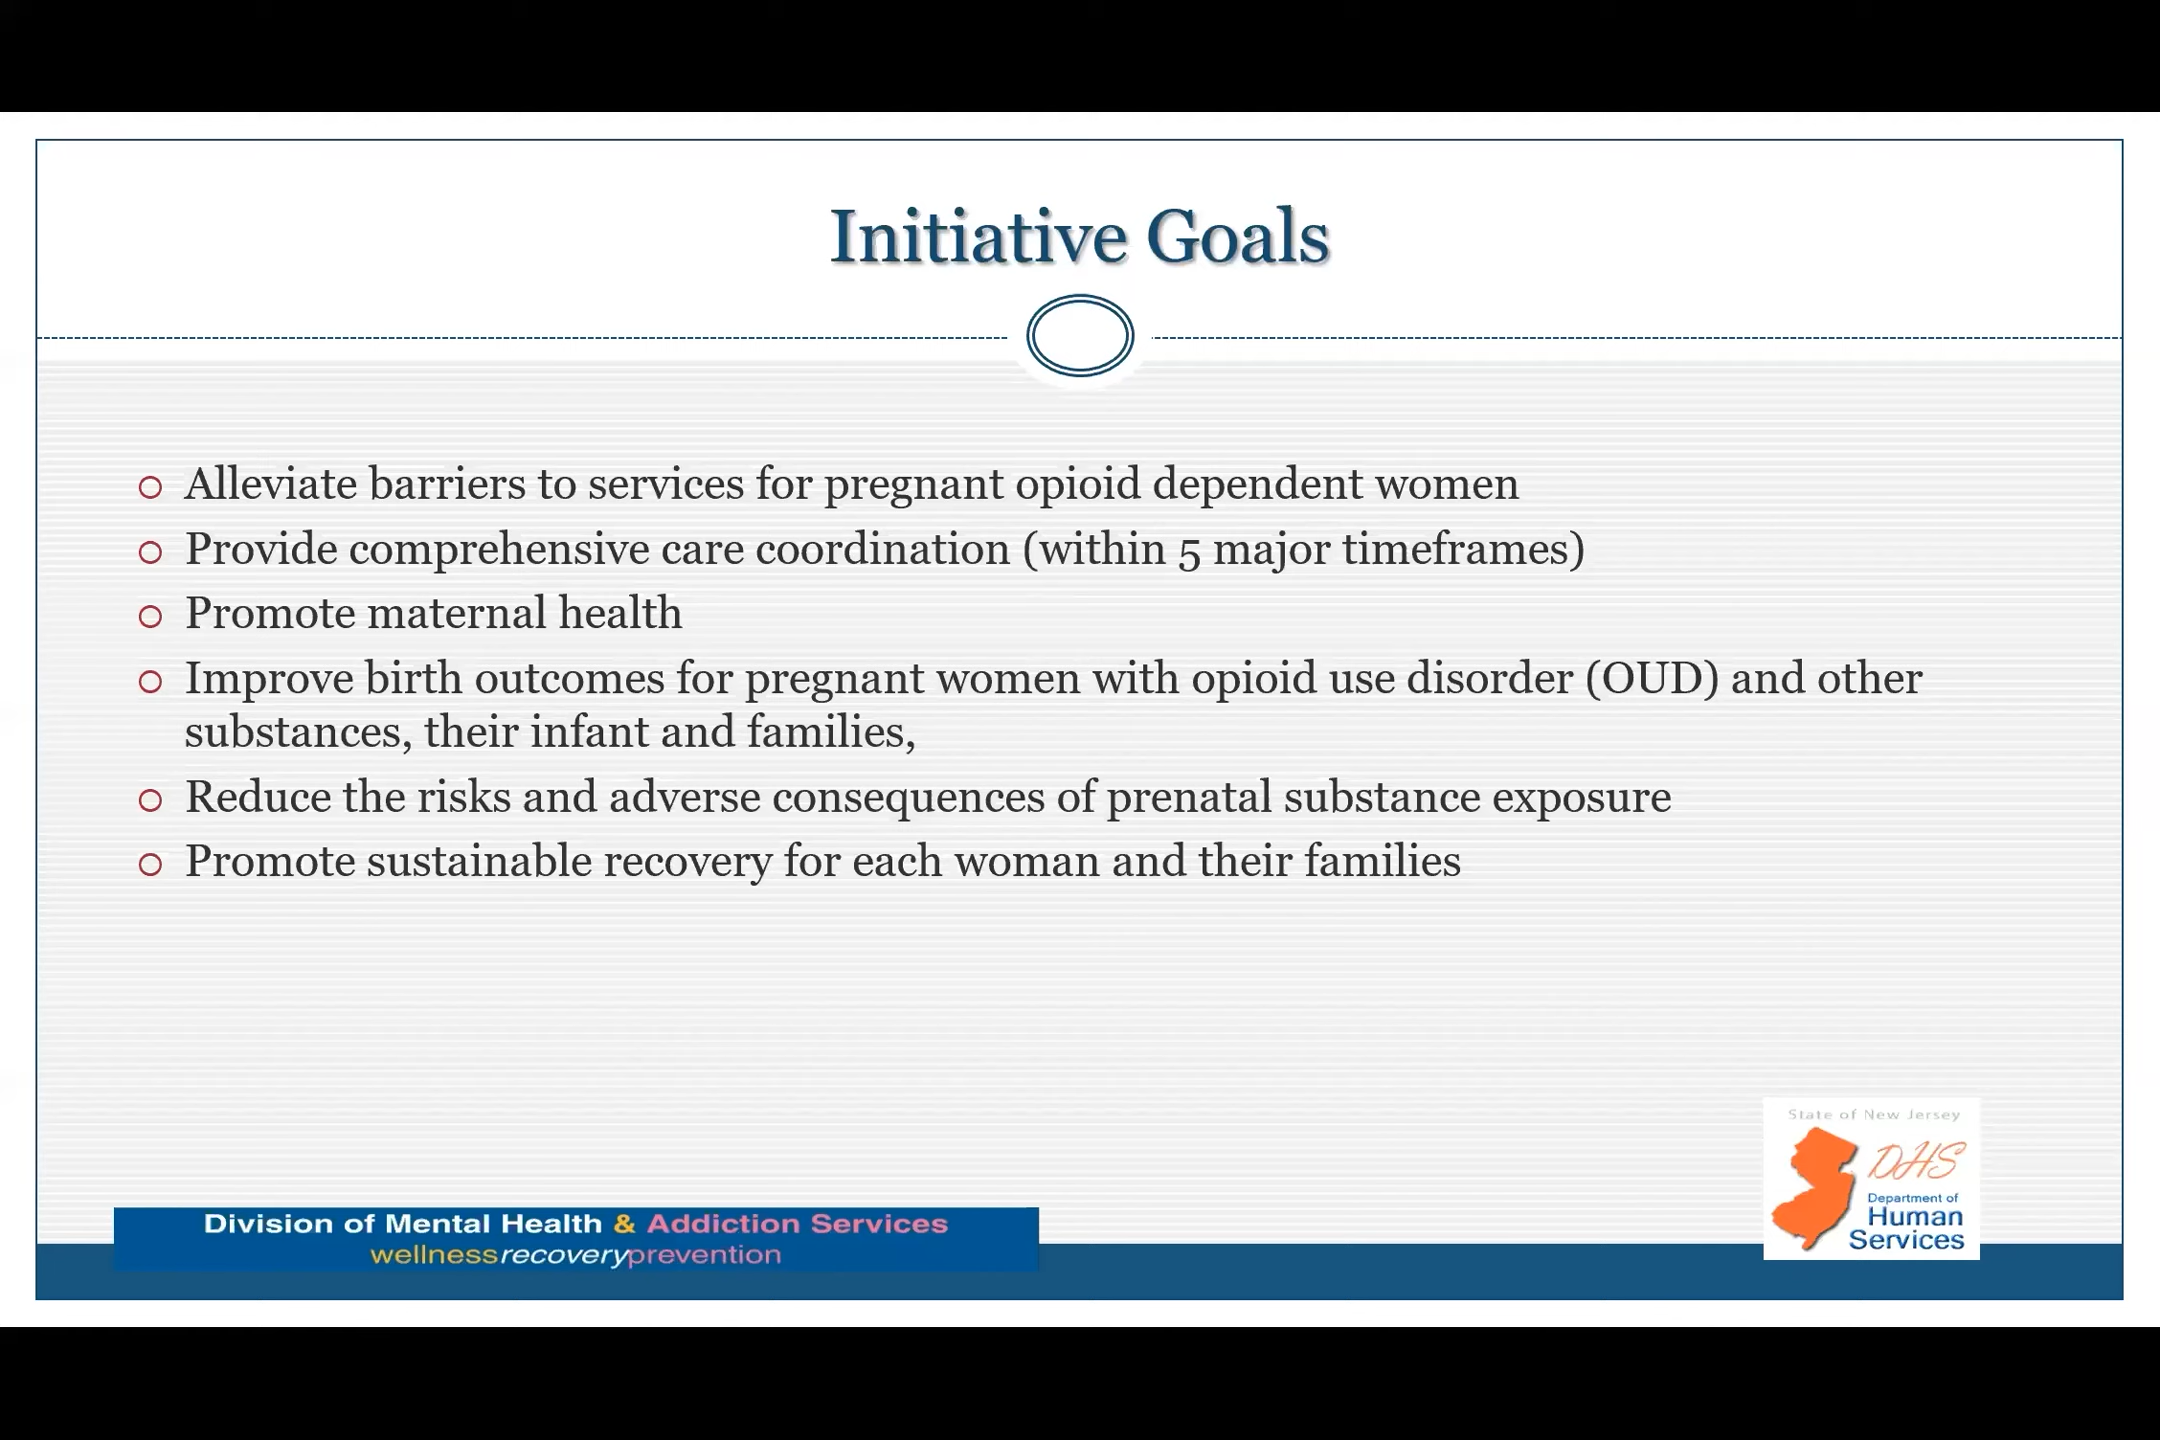 Initiative Goals
Alleviate barriers to services for pregnant opioid dependent women
Provide comprehensive care coordination (within 5 major timeframes)
Promote maternal health
Improve birth outcomes for pregnant women with opioid use disorder (OUD) and other
substances, their infant and families,
Reduce the risks and adverse consequences of prenatal substance exposure
Promote sustainable recovery for each woman and their families
Division of Mental Health & Addiction Services
wellnessrecoveryprevention
State of New Jersey
DHS
Department of
Human
Services